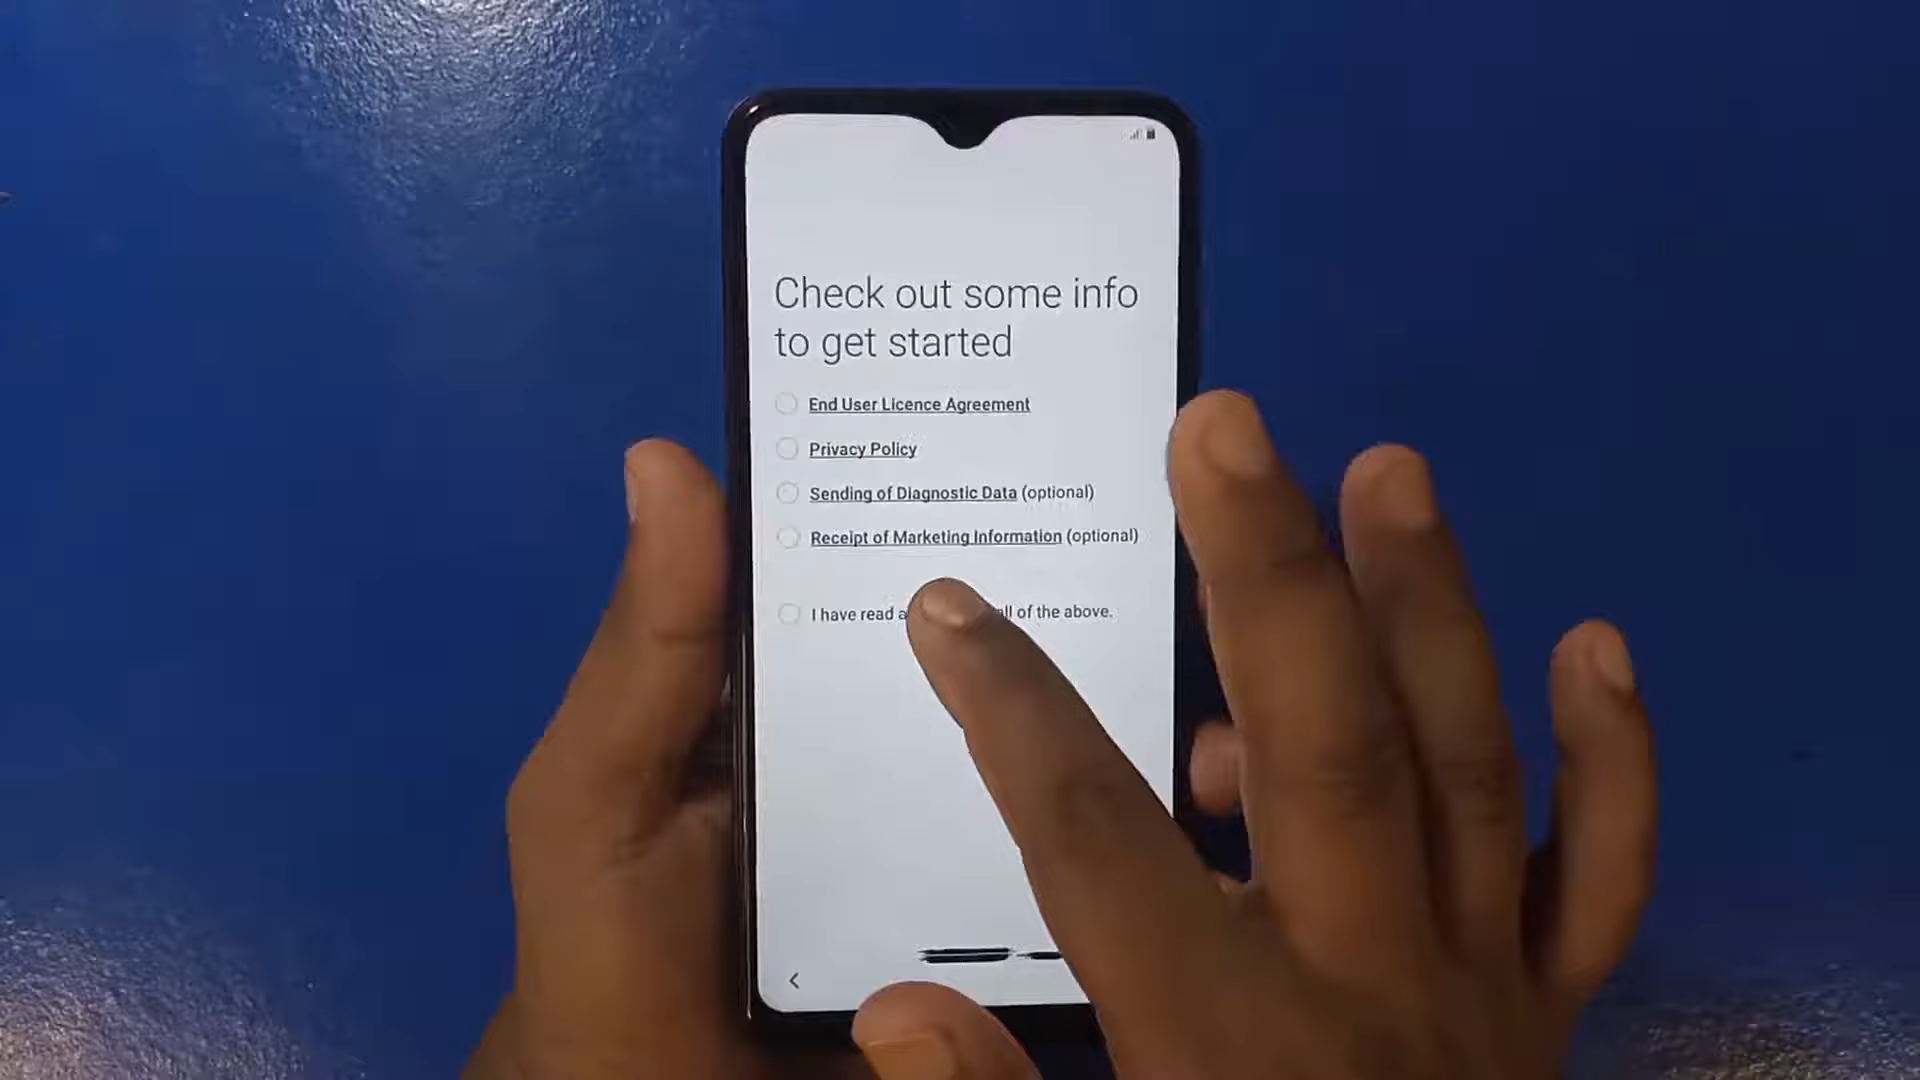 Check out some info
to get started
End User Licence Agreement
Privacy Policy
Sending of Diagnostic Data (optional)
Receipt of Marketing Information (optional)
I have read all of the above.